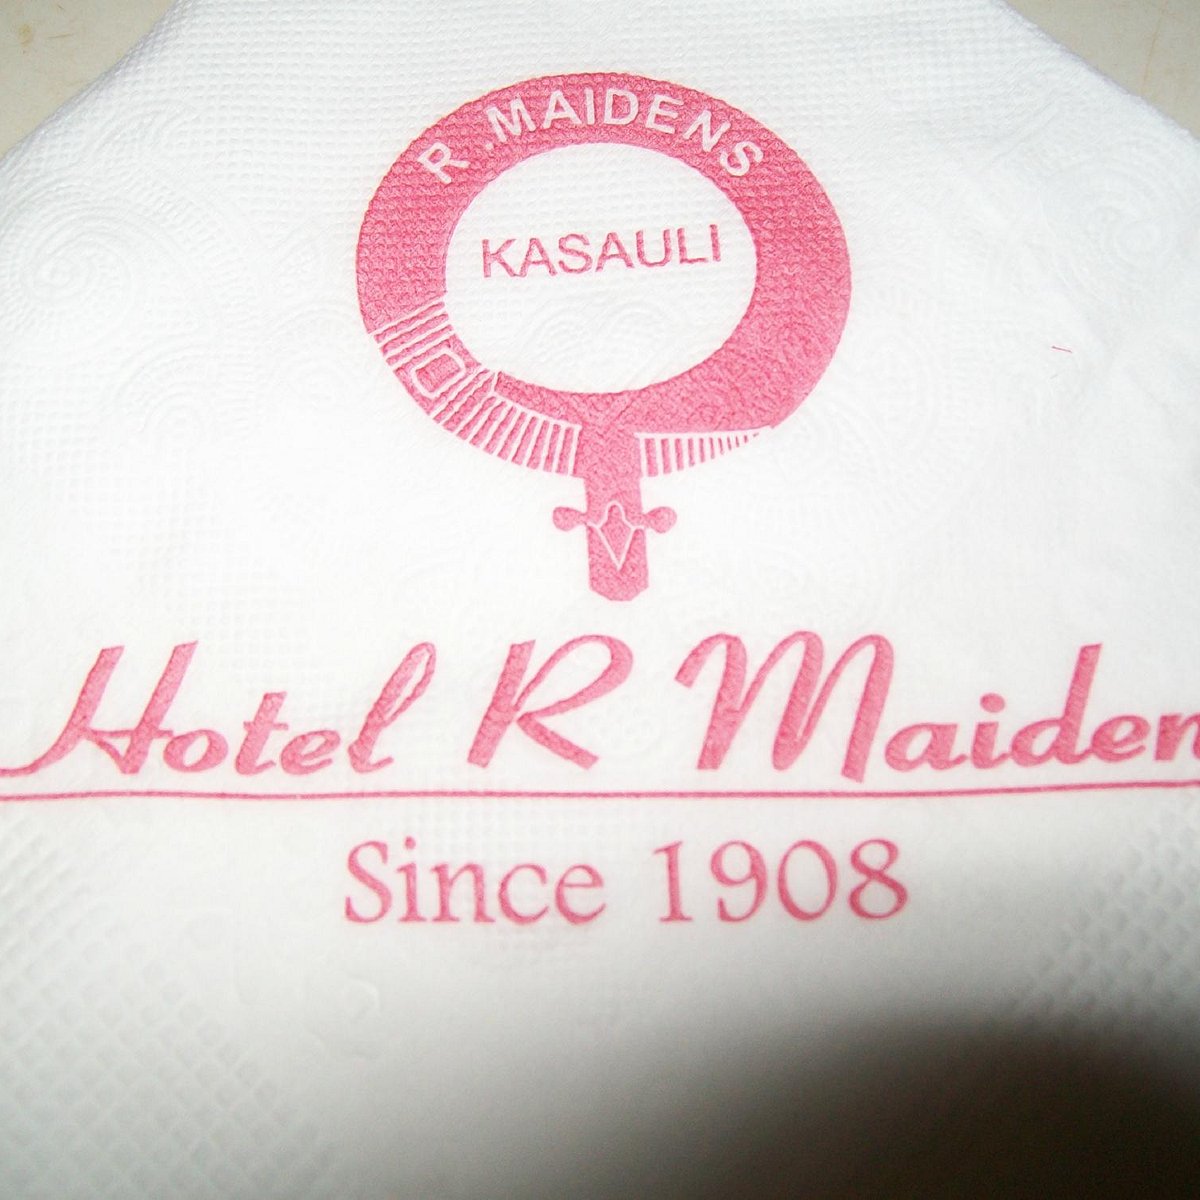 R. MAIDENS
KASAULI
Hotel R Maiden
Since 1908